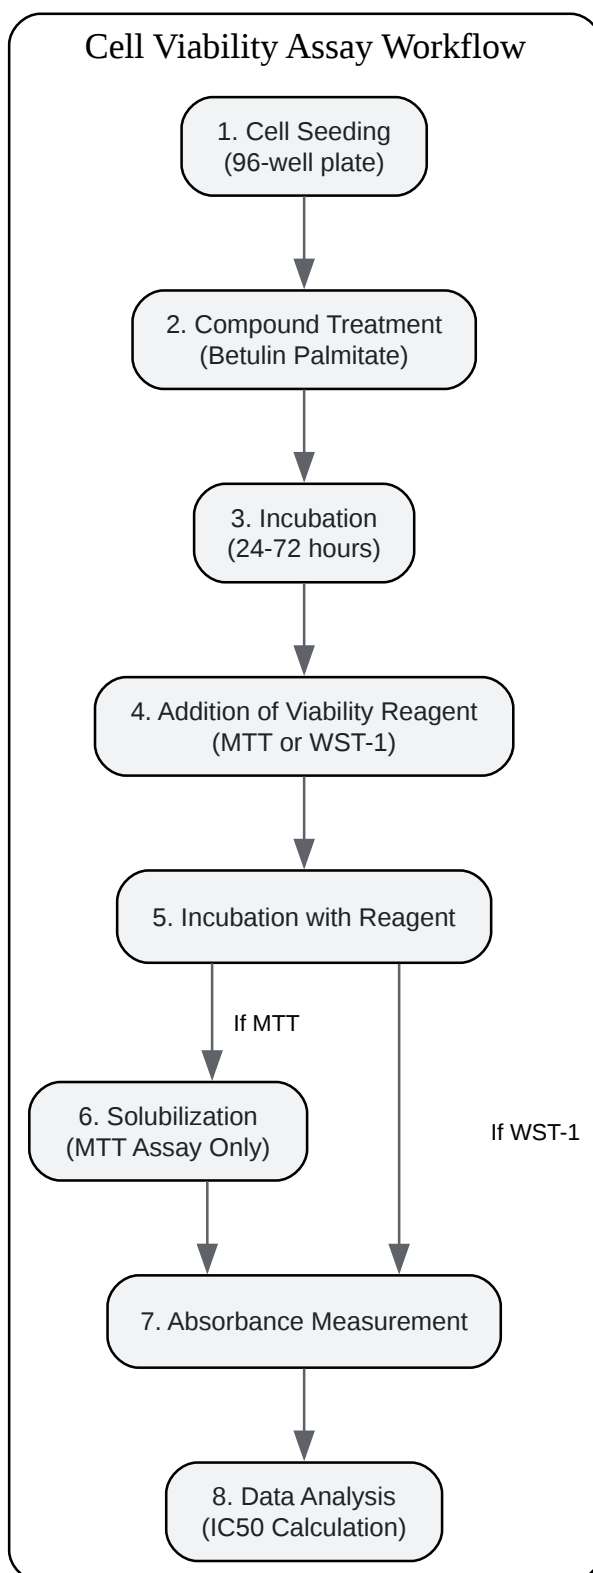 Cell Viability Assay Workflow
1. Cell Seeding
(96-well plate)
2. Compound Treatment
(Betulin Palmitate)
3. Incubation
(24-72 hours)
4. Addition of Viability Reagent
(MTT or WST-1)
5. Incubation with Reagent
If MTT
6. Solubilization
(MTT Assay Only)
If WST-1
7. Absorbance Measurement
8. Data Analysis
(IC50 Calculation)